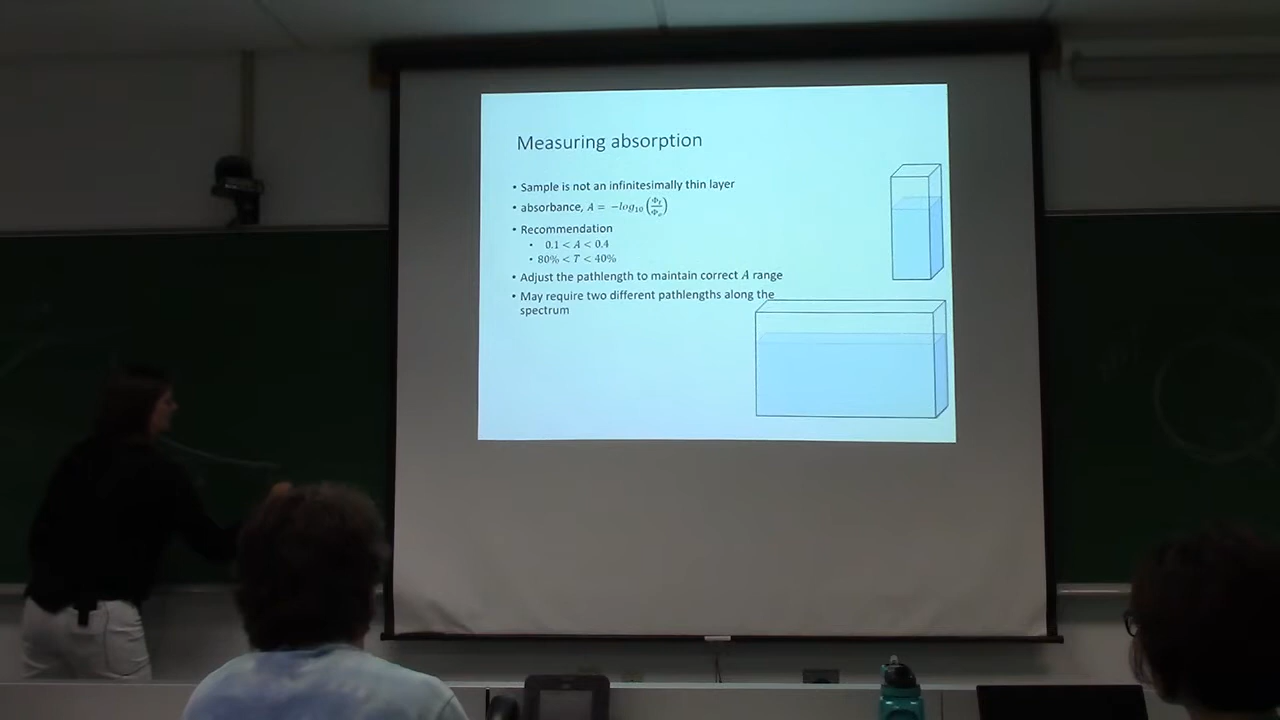 Measuring absorption
• Sample is not an infinitesimally thin layer
• absorbance, A = −log₁₀(Φₜ/Φₒ)
• Recommendation
• 0.1 < A < 0.4
• 80% < T < 40%
• Adjust the pathlength to maintain correct A range
• May require two different pathlengths along the
spectrum